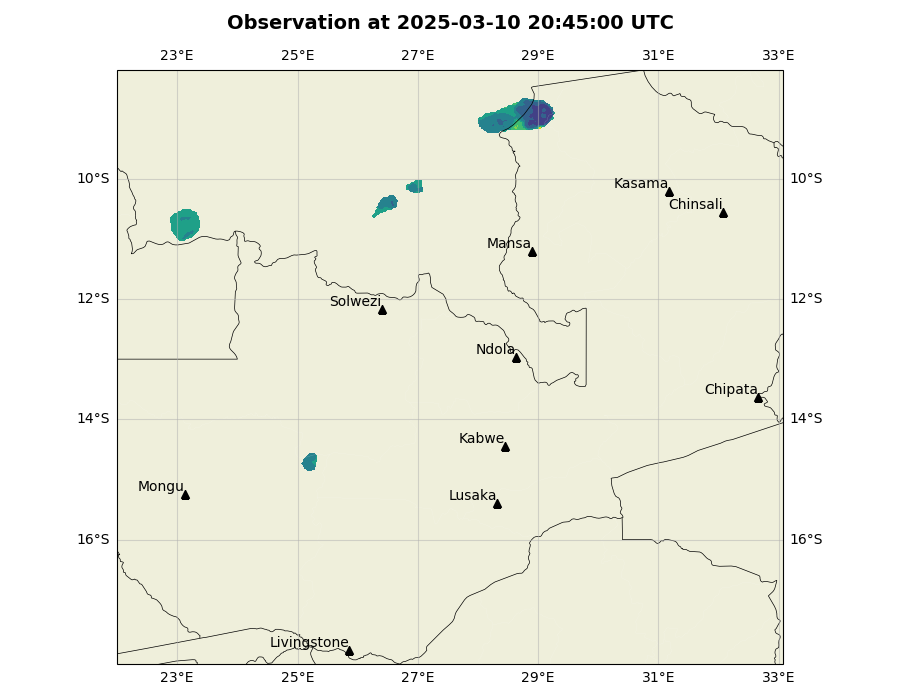 Observation at 2025-03-10 20:45:00 UTC
23°E 25°E 27°E 29°E 31°E 33°E
10°S 10°S
Kasama
Chinsali
Mansa
12°S 12°S
Solwezi
Ndola
Chipata
14°S 14°S
Kabwe
Mongu
Lusaka
16°S 16°S
Livingstone
23°E 25°E 27°E 29°E 31°E 33°E